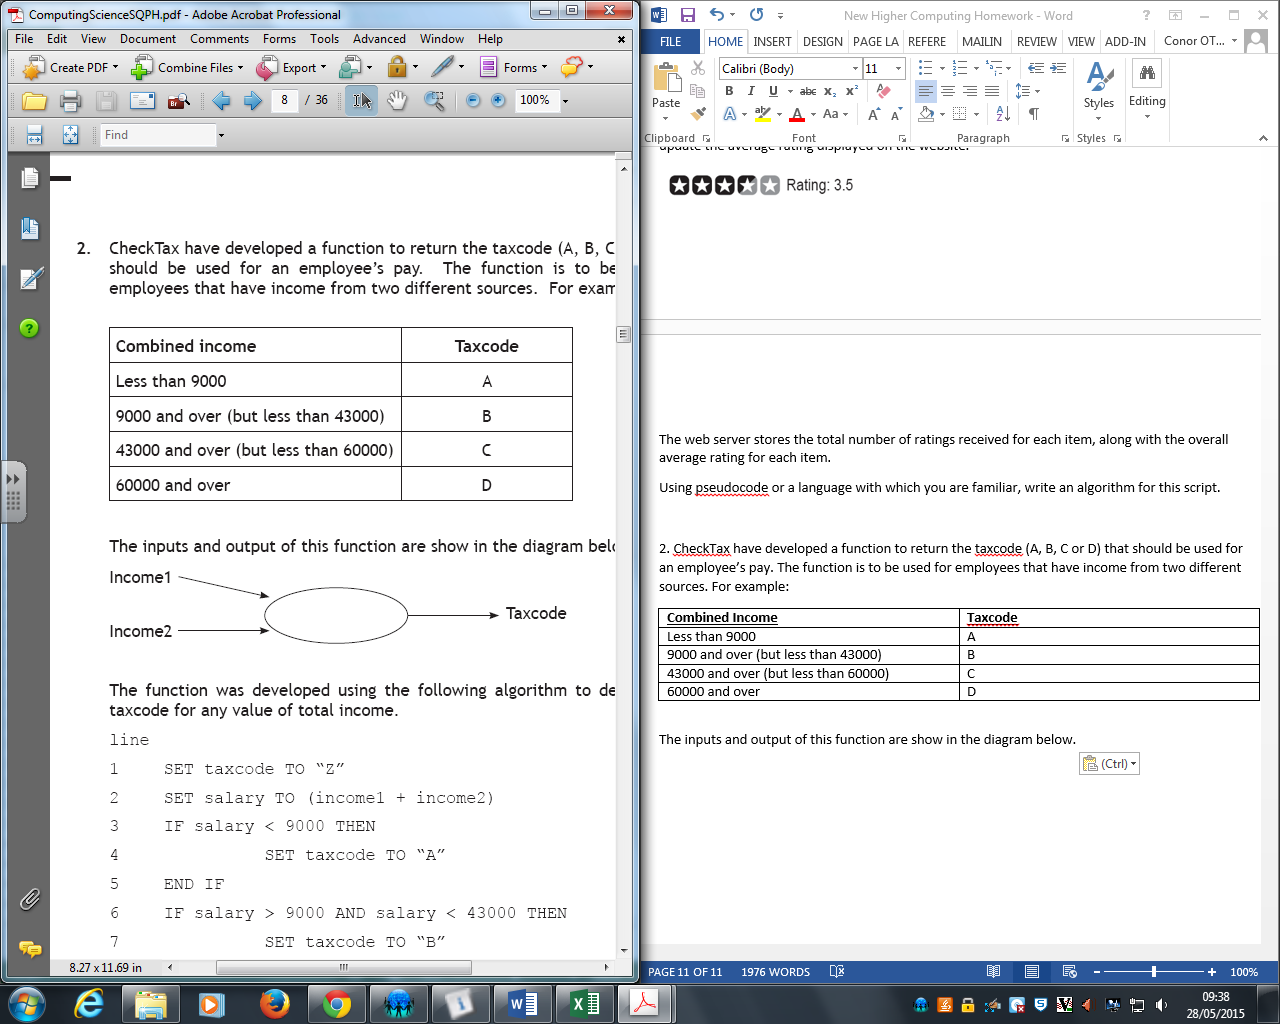 ComputingScienceSQPH.pdf - Adobe Acrobat Professional
File Edit View Document Comments Forms Tools Advanced Window Help
Create PDF Combine Files Export Forms
8 / 36 100%
Find
2. CheckTax have developed a function to return the taxcode (A, B, C
should be used for an employee’s pay. The function is to be
employees that have income from two different sources. For exam
Combined income Taxcode
Less than 9000 A
9000 and over (but less than 43000) B
43000 and over (but less than 60000) C
60000 and over D
The inputs and output of this function are show in the diagram belo
Income1
Taxcode
Income2
The function was developed using the following algorithm to de
taxcode for any value of total income.
line
1 SET taxcode TO “Z”
2 SET salary TO (income1 + income2)
3 IF salary < 9000 THEN
4 SET taxcode TO “A”
5 END IF
6 IF salary > 9000 AND salary < 43000 THEN
7 SET taxcode TO “B”
8.27 x 11.69 in
New Higher Computing Homework - Word
FILE HOME INSERT DESIGN PAGE LA REFERE MAILIN REVIEW VIEW ADD-IN Conor OT...
Calibri (Body) 11
Paste
B I U abc x₂ x²
A ab A Aa A A
Styles Editing
Clipboard Font Paragraph Styles
update the average rating displayed on the website.
Rating: 3.5
The web server stores the total number of ratings received for each item, along with the overall
average rating for each item.
Using pseudocode or a language with which you are familiar, write an algorithm for this script.
2. CheckTax have developed a function to return the taxcode (A, B, C or D) that should be used for
an employee’s pay. The function is to be used for employees that have income from two different
sources. For example:
Combined Income Taxcode
Less than 9000 A
9000 and over (but less than 43000) B
43000 and over (but less than 60000) C
60000 and over D
The inputs and output of this function are show in the diagram below.
(Ctrl)
PAGE 11 OF 11 1976 WORDS 100%
09:38
28/05/2015